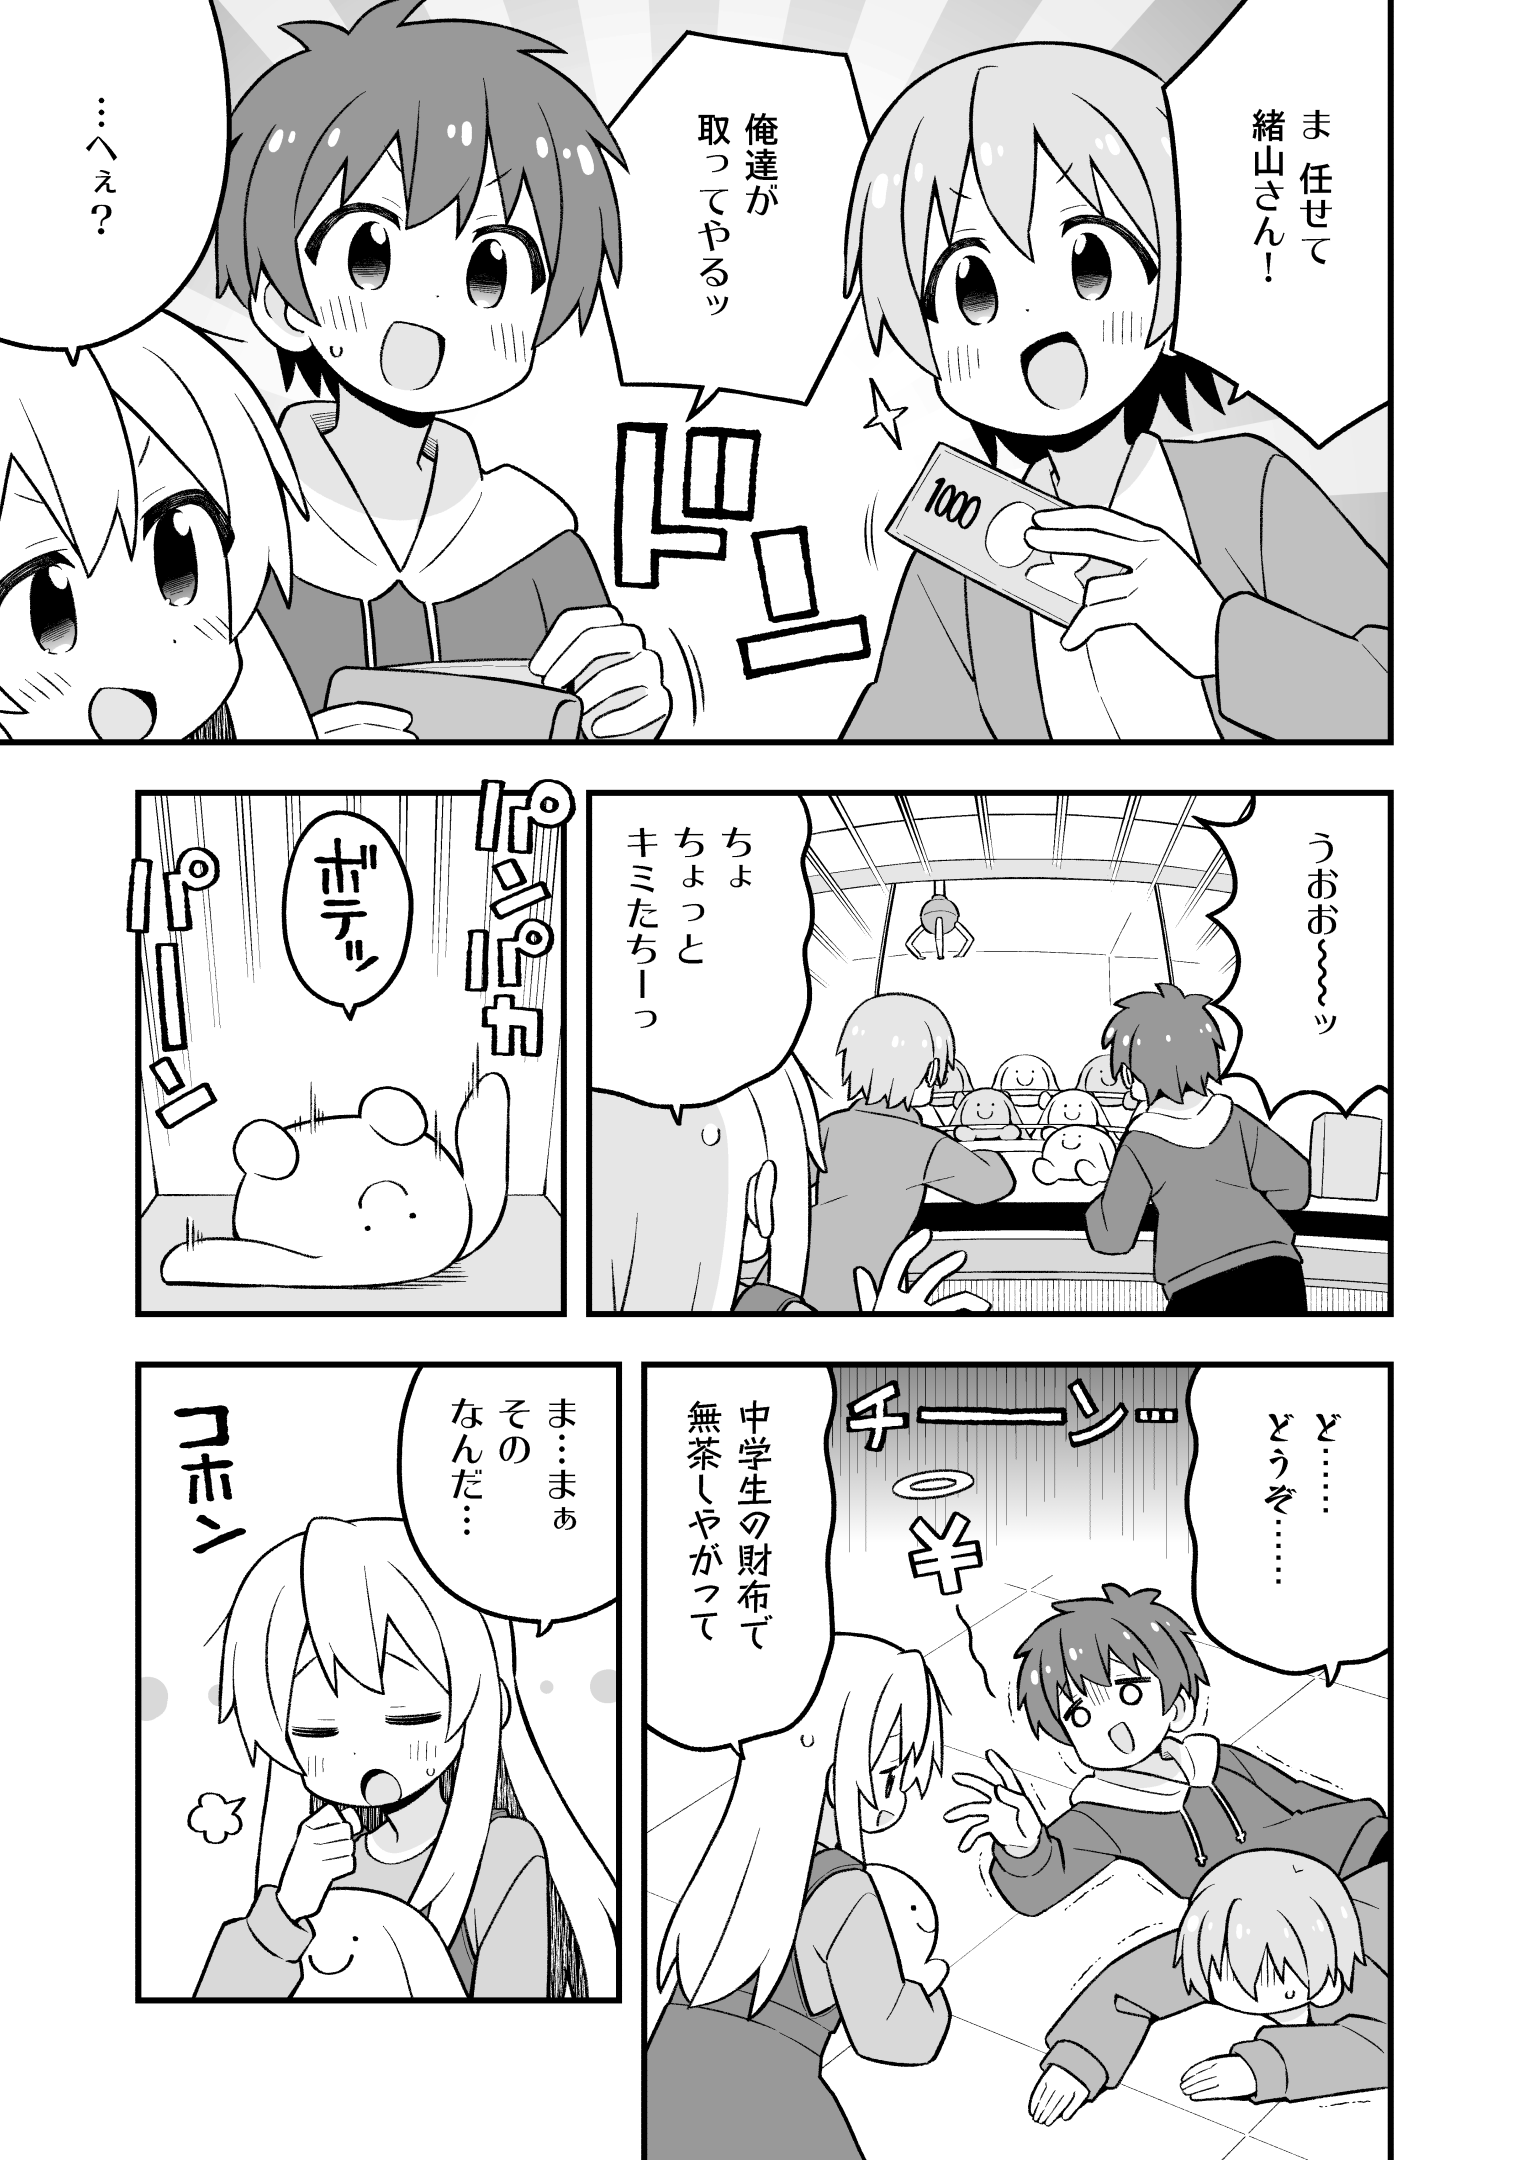 ま 任せて
緒山さん！
俺達が
取ってやるッ
…へぇ？
ドン
1000
うおお～～ッ
ちょ
ちょっと
キミたちーっ
パンパカ
パーン
ボテッ
ど……
どうぞ……
チーーン…
¥
中学生の財布で
無茶しやがって
ま…まぁ
その
なんだ…
コホン